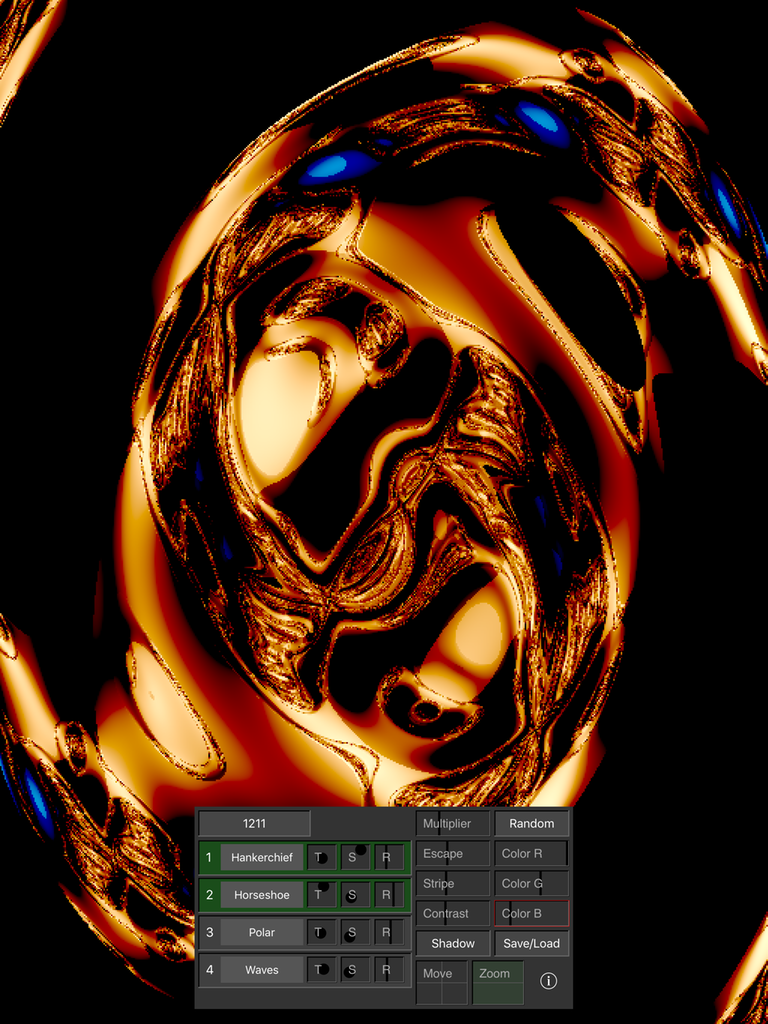 1211 Multiplier Random
1 Hankerchief T S R Escape Color R
2 Horseshoe T S R Stripe Color G
3 Polar T S R Contrast Color B
4 Waves T S R Shadow Save/Load
Move Zoom i